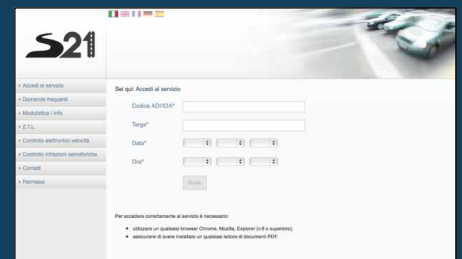 S21
Accedi al servizio
Domande frequenti
Modulistica / Info
Z.T.L.
Controllo elettronico velocità
Controllo infrazioni semaforiche
Contatti
Permessi
Sei qui: Accedi al servizio
Codice AOI/IOA*
Targa*
Data*
Ora*
Per accedere correttamente al servizio è necessario:
utilizzare un qualsiasi browser Chrome, Mozilla, Explorer (v.8 o superiore);
assicurarsi di avere installato un qualsiasi lettore di documenti PDF.